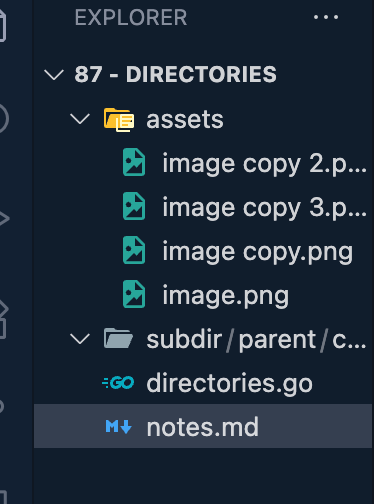 EXPLORER ...
87 - DIRECTORIES
assets
image copy 2.p...
image copy 3.p...
image copy.png
image.png
subdir/parent/c...
GO directories.go
M notes.md